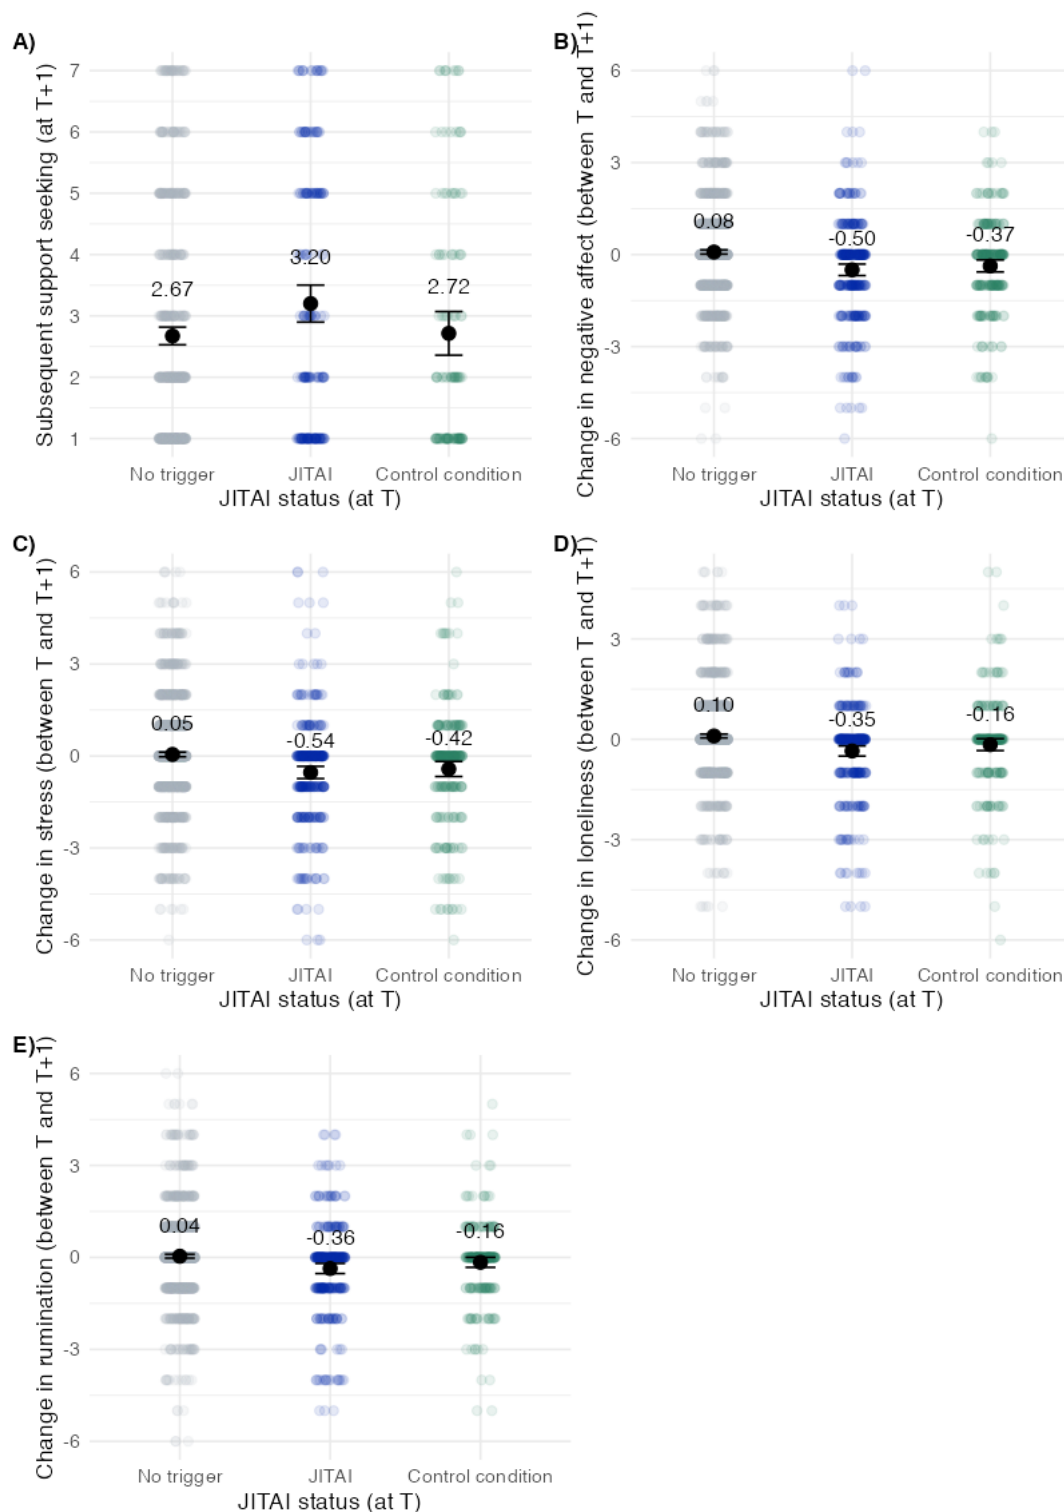 A)
Subsequent support seeking (at T+1)
7
6
5
4
3
2
1
2.67
3.20
2.72
No trigger
JITAI
Control condition
JITAI status (at T)
B)
Change in negative affect (between T and T+1)
6
3
0
-3
-6
0.08
-0.50
-0.37
No trigger
JITAI
Control condition
JITAI status (at T)
C)
Change in stress (between T and T+1)
6
3
0
-3
-6
0.05
-0.54
-0.42
No trigger
JITAI
Control condition
JITAI status (at T)
D)
Change in loneliness (between T and T+1)
3
0
-3
-6
0.10
-0.35
-0.16
No trigger
JITAI
Control condition
JITAI status (at T)
E)
Change in rumination (between T and T+1)
6
3
0
-3
-6
0.04
-0.36
-0.16
No trigger
JITAI
Control condition
JITAI status (at T)